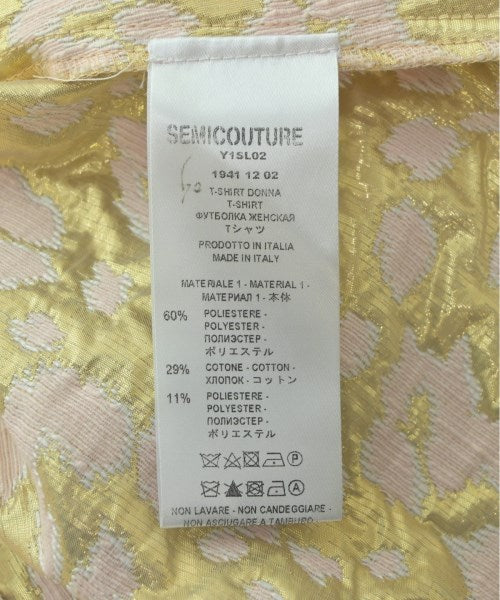 SEMICOUTURE
Y1SL02
1941 12 02
T-SHIRT DONNA
T-SHIRT
ФУТБОЛКА ЖЕНСКАЯ
Tシャツ
PRODOTTO IN ITALIA
MADE IN ITALY
MATERIALE 1 - MATERIAL 1 -
МАТЕРИАЛ 1 - 本体
60% POLIESTERE -
POLYESTER -
ПОЛИЭСТЕР -
ポリエステル
29% COTONE - COTTON -
ХЛОПОК - コットン
11% POLIESTERE -
POLYESTER -
ПОЛИЭСТЕР -
ポリエステル
P
A
NON LAVARE - NON CANDEGGIARE -
NON ASCIUGARE A TAMBURO